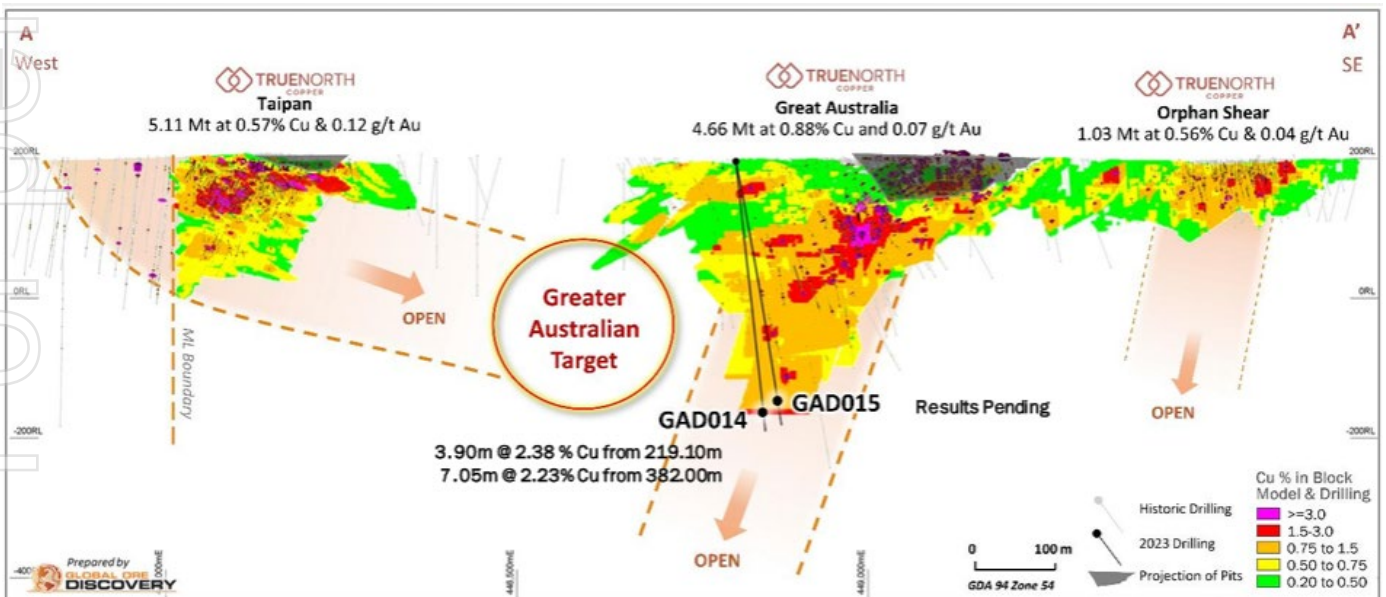 A
West
A'
SE
TRUENORTH
COPPER
Taipan
5.11 Mt at 0.57% Cu & 0.12 g/t Au
TRUENORTH
COPPER
Great Australia
4.66 Mt at 0.88% Cu and 0.07 g/t Au
TRUENORTH
COPPER
Orphan Shear
1.03 Mt at 0.56% Cu & 0.04 g/t Au
200RL
200RL
0RL
0RL
OPEN
Greater
Australian
Target
ML Boundary
GAD014
GAD015
Results Pending
3.90m @ 2.38 % Cu from 219.10m
7.05m @ 2.23% Cu from 382.00m
OPEN
OPEN
-200RL
-200RL
Prepared by
GLOBAL ORE
DISCOVERY
448,500mE
449,000mE
0 100 m
GDA 94 Zone 54
Historic Drilling
2023 Drilling
Projection of Pits
Cu % in Block
Model & Drilling
>=3.0
1.5-3.0
0.75 to 1.5
0.50 to 0.75
0.20 to 0.50